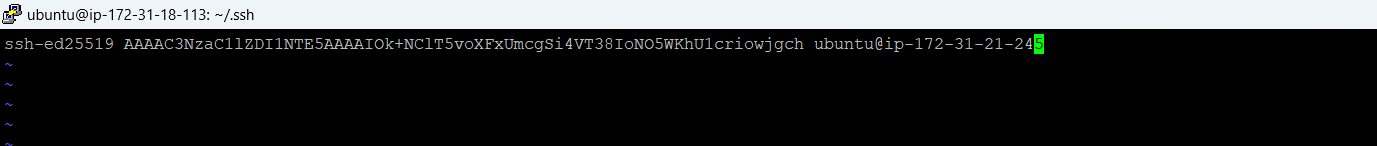 ubuntu@ip-172-31-18-113: ~/.ssh
ssh-ed25519 AAAAC3NzaC1lZDI1NTE5AAAAIOk+NClT5voXFxUmcgSi4VT38IoNO5WKhU1criowjgch ubuntu@ip-172-31-21-245
~
~
~
~
~